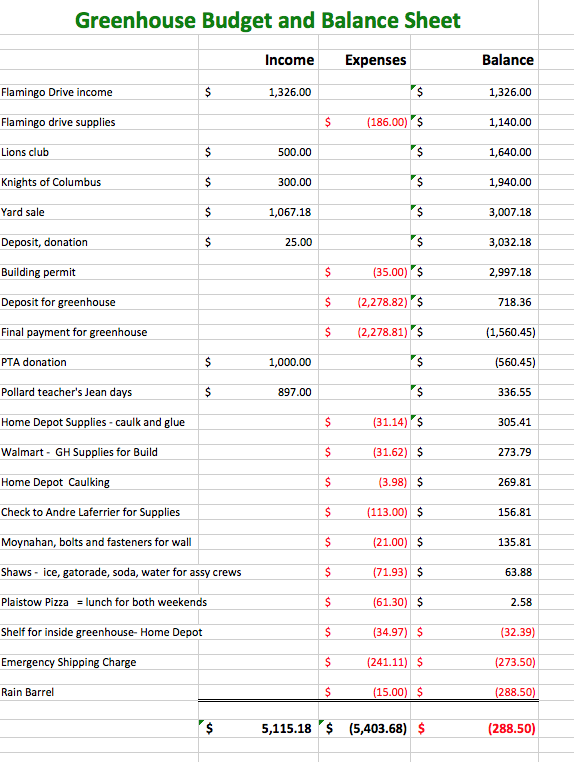 Greenhouse Budget and Balance Sheet
Income Expenses Balance
Flamingo Drive income $ 1,326.00 $ 1,326.00
Flamingo drive supplies $ (186.00) $ 1,140.00
Lions club $ 500.00 $ 1,640.00
Knights of Columbus $ 300.00 $ 1,940.00
Yard sale $ 1,067.18 $ 3,007.18
Deposit, donation $ 25.00 $ 3,032.18
Building permit $ (35.00) $ 2,997.18
Deposit for greenhouse $ (2,278.82) $ 718.36
Final payment for greenhouse $ (2,278.81) $ (1,560.45)
PTA donation $ 1,000.00 $ (560.45)
Pollard teacher's Jean days $ 897.00 $ 336.55
Home Depot Supplies - caulk and glue $ (31.14) $ 305.41
Walmart - GH Supplies for Build $ (31.62) $ 273.79
Home Depot Caulking $ (3.98) $ 269.81
Check to Andre Laferrier for Supplies $ (113.00) $ 156.81
Moynahan, bolts and fasteners for wall $ (21.00) $ 135.81
Shaws - ice, gatorade, soda, water for assy crews $ (71.93) $ 63.88
Plaistow Pizza = lunch for both weekends $ (61.30) $ 2.58
Shelf for inside greenhouse- Home Depot $ (34.97) $ (32.39)
Emergency Shipping Charge $ (241.11) $ (273.50)
Rain Barrel $ (15.00) $ (288.50)
$ 5,115.18 $ (5,403.68) $ (288.50)